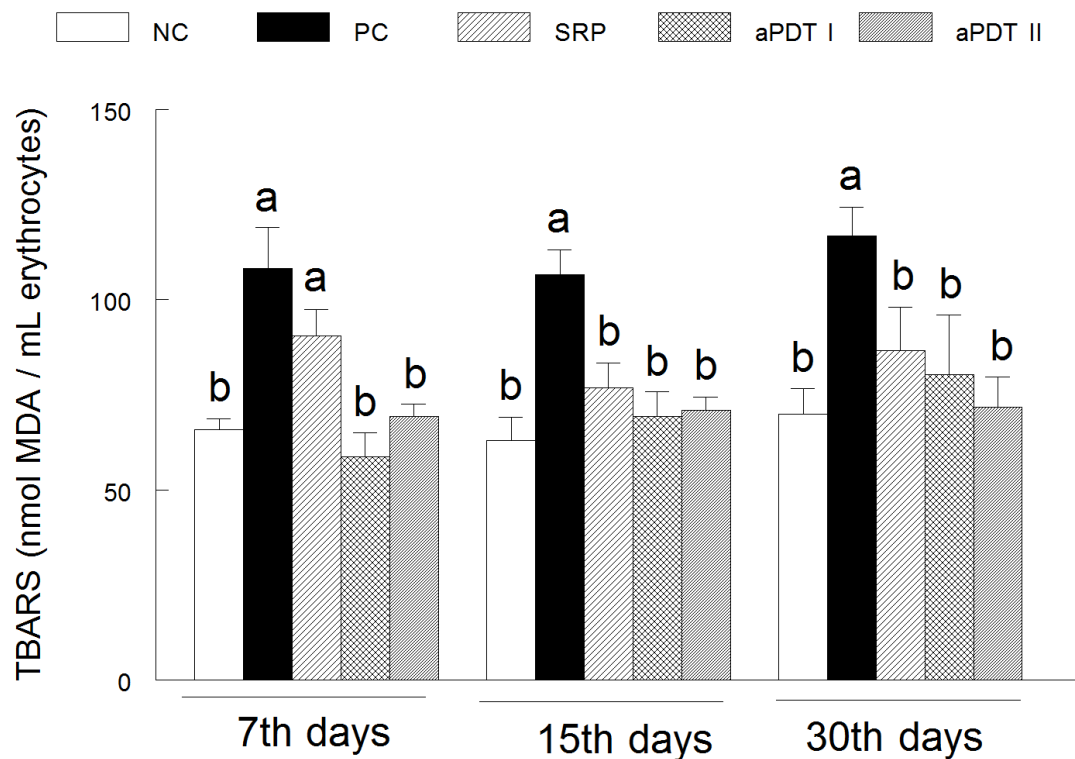 NC PC SRP aPDT I aPDT II
TBARS (nmol MDA / mL erythrocytes)
150
100
50
0
b a a b b
b a b b b
b a b b b
7th days 15th days 30th days